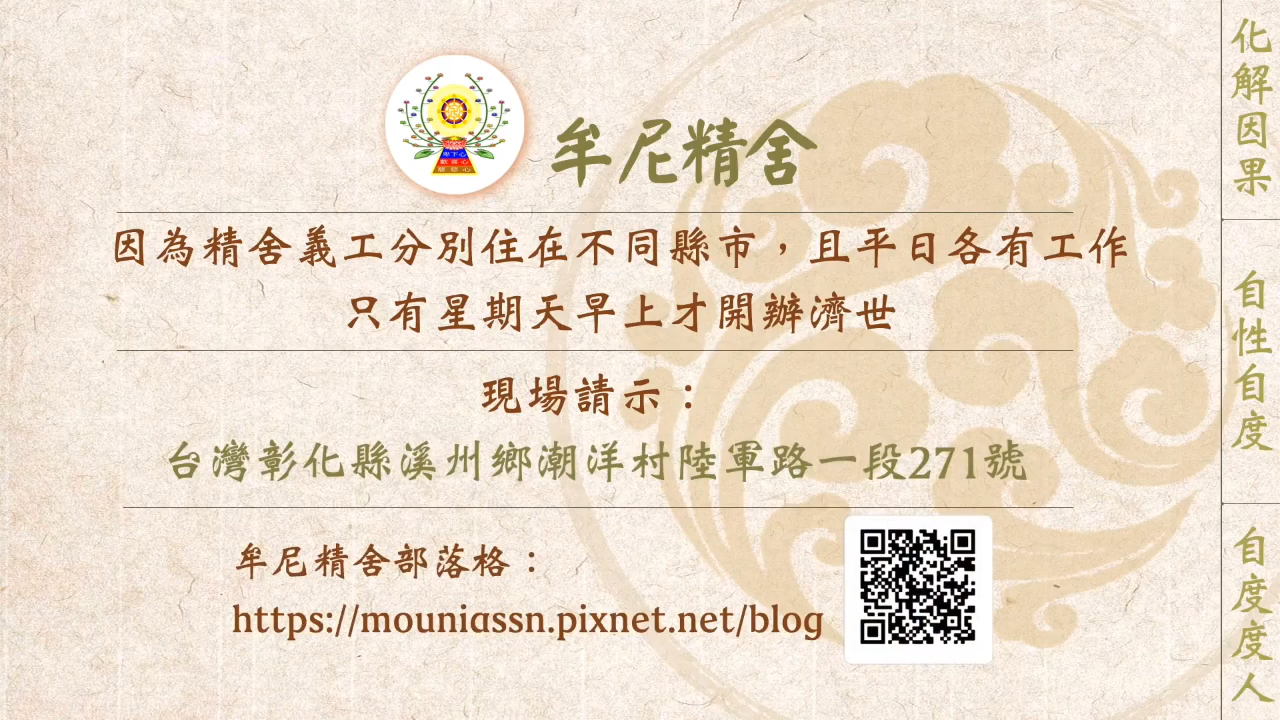 牟尼精舍
因為精舍義工分別住在不同縣市，且平日各有工作
只有星期天早上才開辦濟世
現場請示：
台灣彰化縣溪州鄉潮洋村陸軍路一段271號
牟尼精舍部落格：
https://mouniassn.pixnet.net/blog
化解因果
自性自度
自度度人